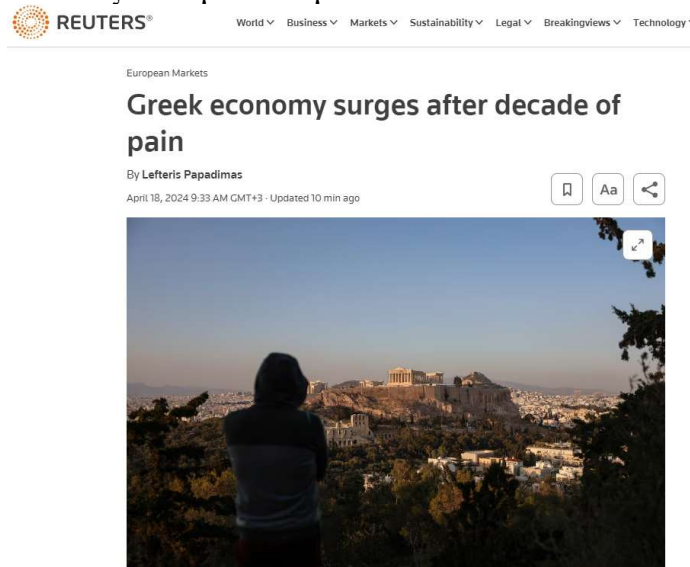 REUTERS®
World Business Markets Sustainability Legal Breakingviews Technology
European Markets
Greek economy surges after decade of
pain
By Lefteris Papadimas
April 18, 2024 9:33 AM GMT+3 · Updated 10 min ago
Aa